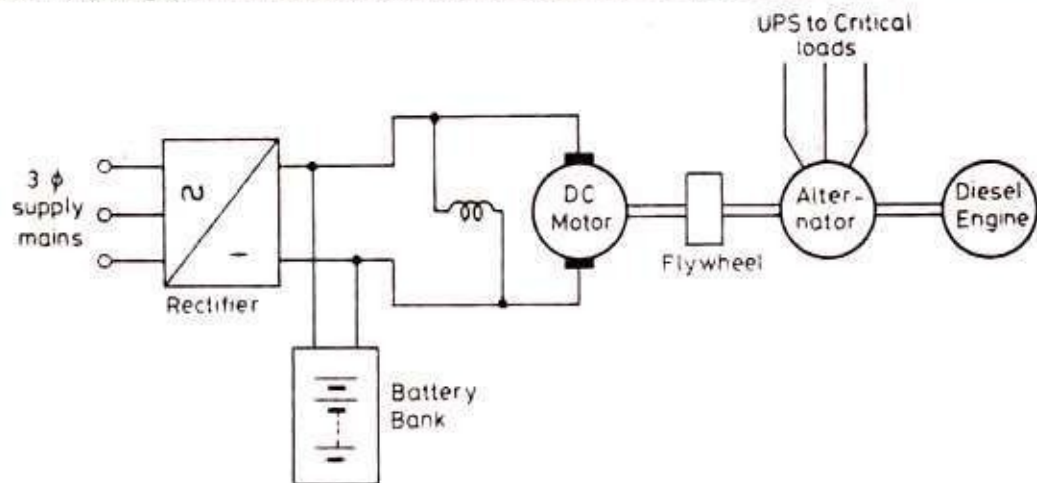 UPS to Critical
loads
3 ϕ
supply
mains
Rectifier
DC
Motor
Flywheel
Alter-
nator
Diesel
Engine
Battery
Bank